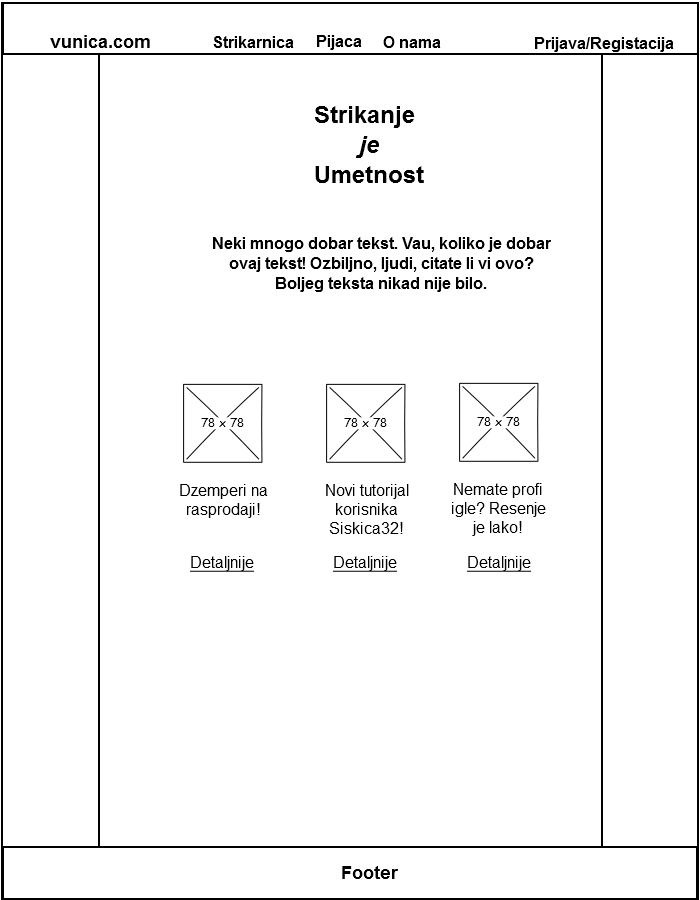 vunica.com Strikarnica Pijaca O nama Prijava/Registacija
Strikanje
je
Umetnost
Neki mnogo dobar tekst. Vau, koliko je dobar
ovaj tekst! Ozbiljno, ljudi, citate li vi ovo?
Boljeg teksta nikad nije bilo.
78 x 78
78 x 78
78 x 78
Dzemperi na
rasprodaji!
Detaljnije
Novi tutorijal
korisnika
Siskica32!
Detaljnije
Nemate profi
igle? Resenje
je lako!
Detaljnije
Footer